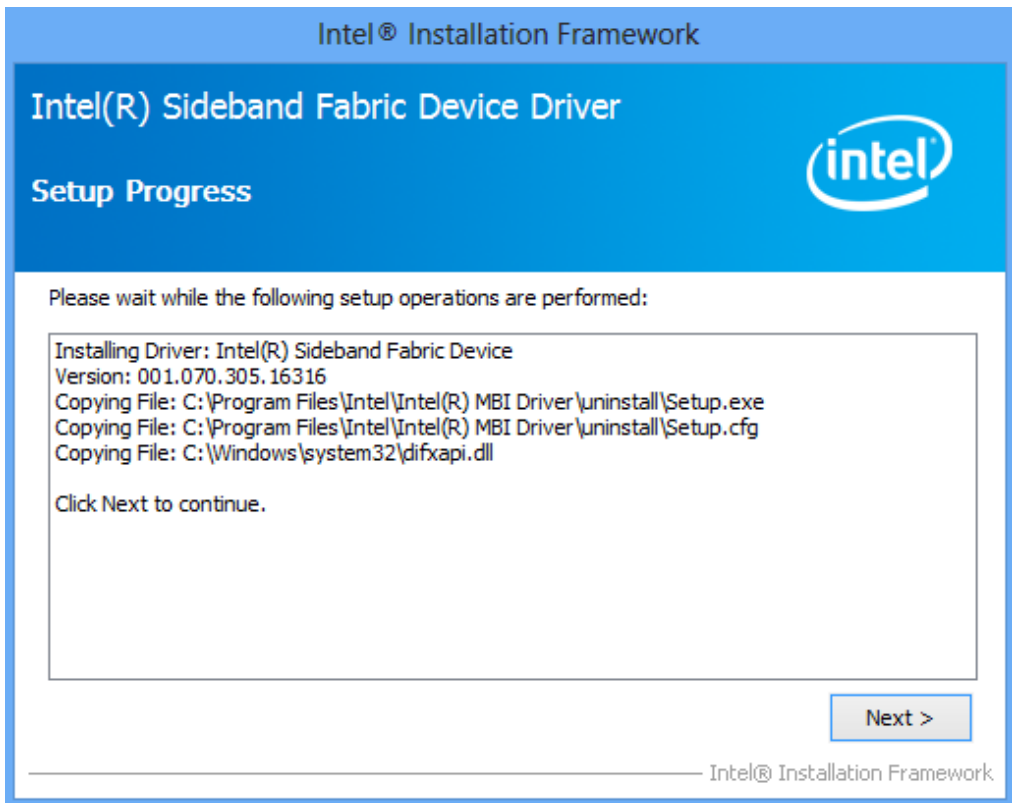 Intel® Installation Framework
Intel(R) Sideband Fabric Device Driver
intel
Setup Progress
Please wait while the following setup operations are performed:
Installing Driver: Intel(R) Sideband Fabric Device
Version: 001.070.305.16316
Copying File: C:\Program Files\Intel\Intel(R) MBI Driver\uninstall\Setup.exe
Copying File: C:\Program Files\Intel\Intel(R) MBI Driver\uninstall\Setup.cfg
Copying File: C:\Windows\system32\difxapi.dll
Click Next to continue.
Next >
Intel® Installation Framework